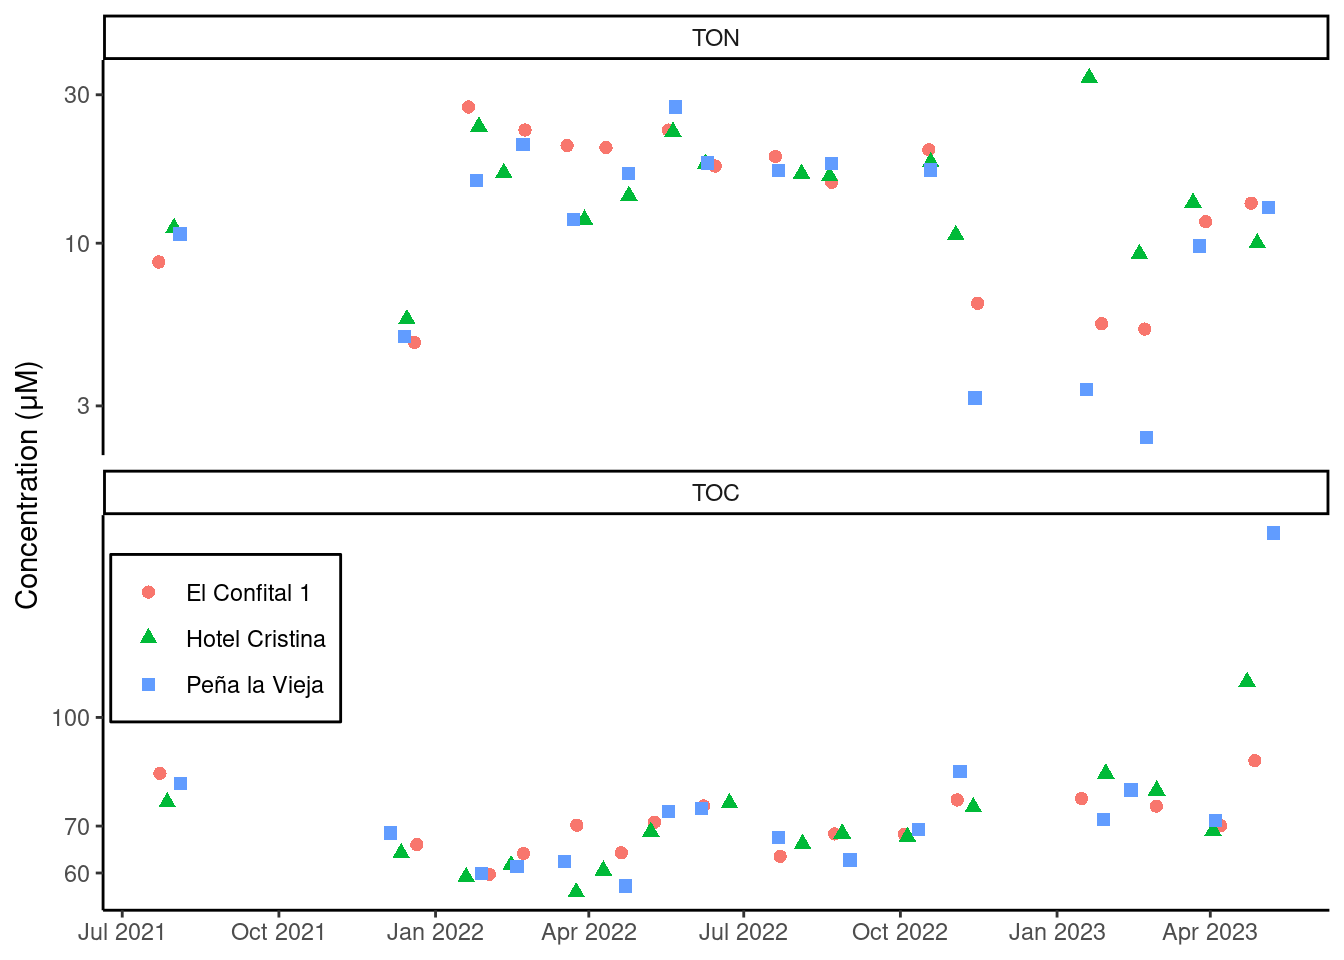 TON
30
10
3
Concentration (µM)
TOC
El Confital 1
Hotel Cristina
Peña la Vieja
100
70
60
Jul 2021 Oct 2021 Jan 2022 Apr 2022 Jul 2022 Oct 2022 Jan 2023 Apr 2023